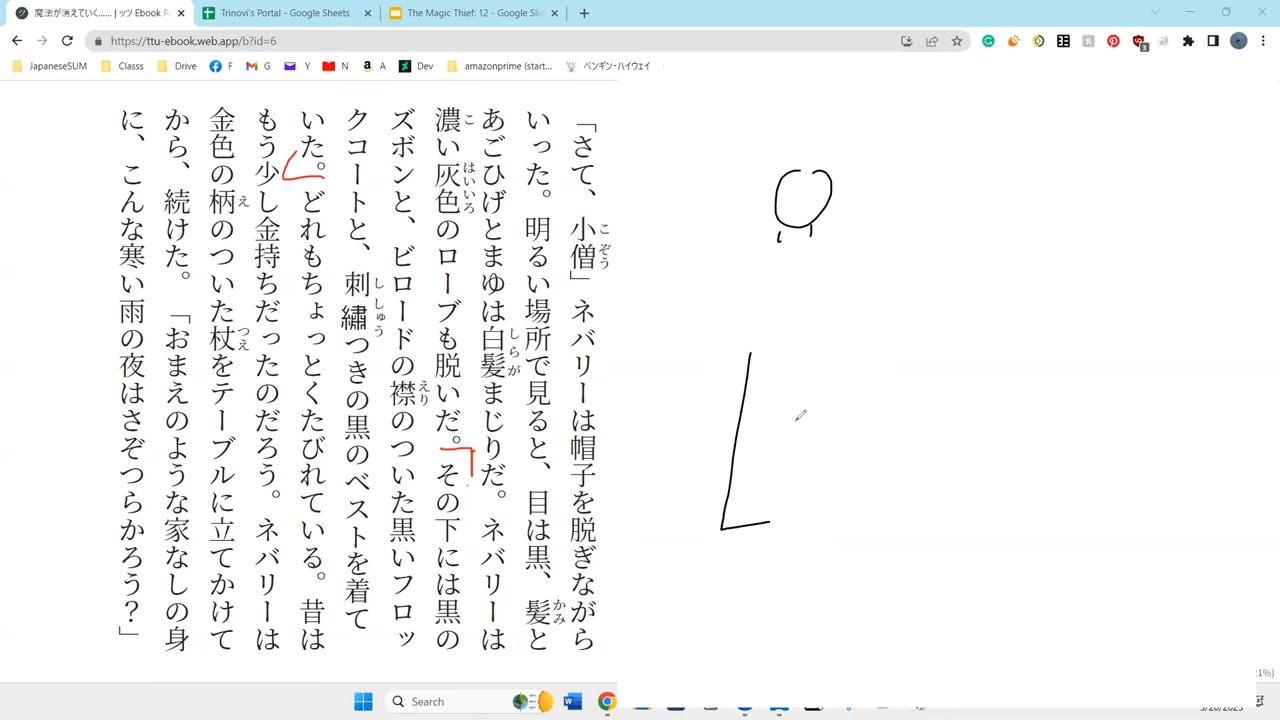 魔法が消えていく…… | ッツ Ebook R
Trinovi's Portal - Google Sheets
The Magic Thief: 12 - Google Slid
https://ttu-ebook.web.app/b?id=6
3
JapaneseSUM
Classs
Drive
F
G
Y
N
A
Dev
amazonprime (start...
ペンギン・ハイウェイ
「さて、小僧」ネバリーは帽子を脱ぎながら
いった。明るい場所で見ると、目は黒、髪と
あごひげとまゆは白髪まじりだ。ネバリーは
濃い灰色のローブも脱いだ。その下には黒の
ズボンと、ビロードの襟のついた黒いフロッ
クコートと、刺繡つきの黒のベストを着て
いた。どれもちょっとくたびれている。昔は
もう少し金持ちだったのだろう。ネバリーは
金色の柄のついた杖をテーブルに立てかけて
から、続けた。「おまえのような家なしの身
に、こんな寒い雨の夜はさぞつらかろう？」
21%)
Search